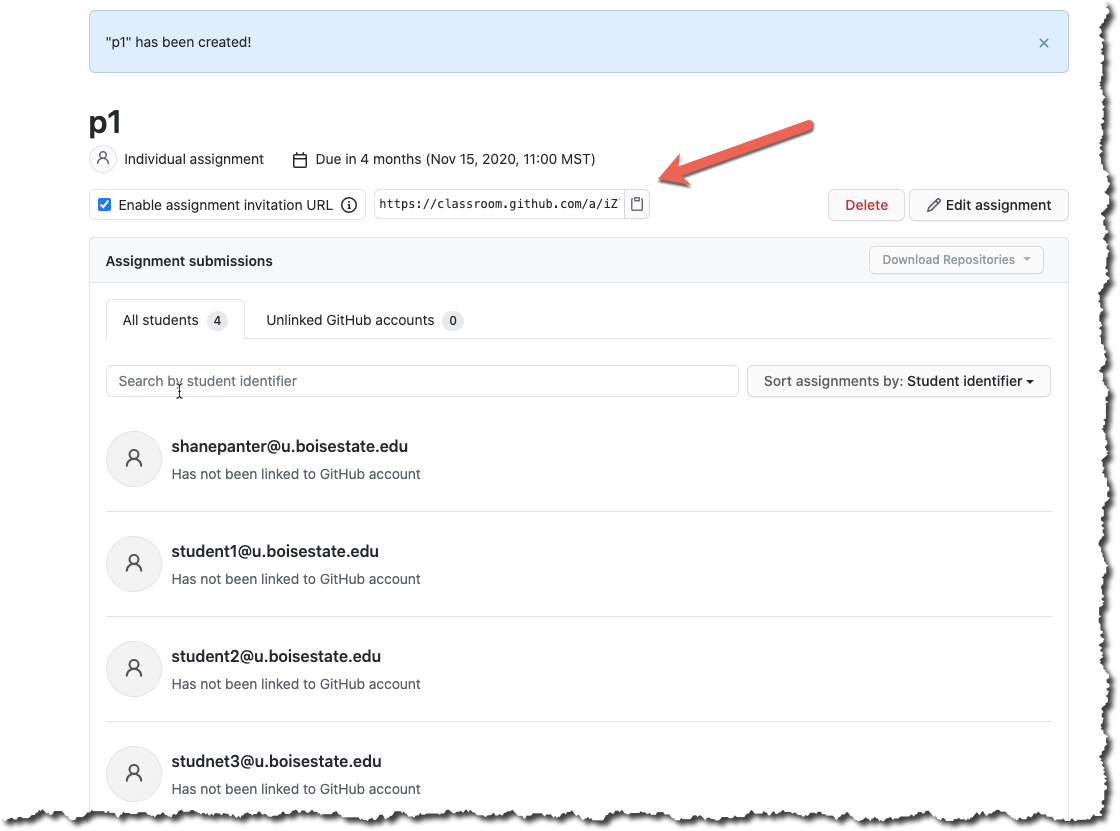 "p1" has been created!
p1
Individual assignment Due in 4 months (Nov 15, 2020, 11:00 MST)
Enable assignment invitation URL https://classroom.github.com/a/iZ Delete Edit assignment
Assignment submissions Download Repositories
All students 4 Unlinked GitHub accounts 0
Search by student identifier Sort assignments by: Student identifier
shanepanter@u.boisestate.edu
Has not been linked to GitHub account
student1@u.boisestate.edu
Has not been linked to GitHub account
student2@u.boisestate.edu
Has not been linked to GitHub account
studnet3@u.boisestate.edu
Has not been linked to GitHub account